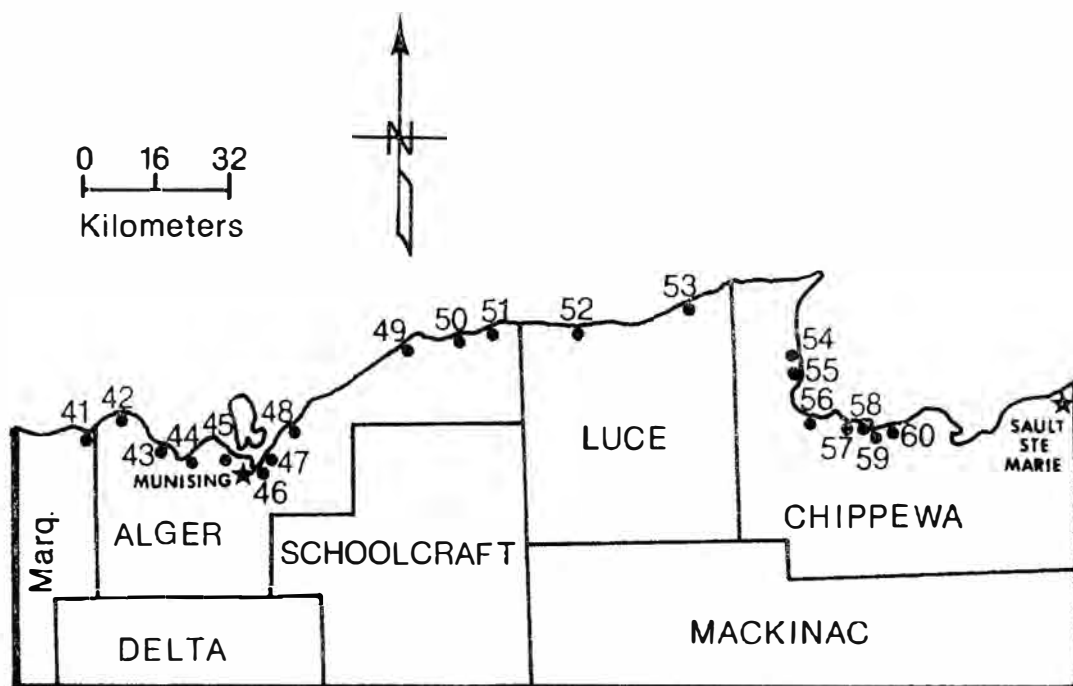 N
0 16 32
Kilometers
53
52
51
50
49
54
55
42
41
48
45
44
43
56
58
57
59
60
47
46
MUNISING
SAULT
STE
MARIE
LUCE
CHIPPEWA
ALGER
SCHOOLCRAFT
Marq.
DELTA
MACKINAC